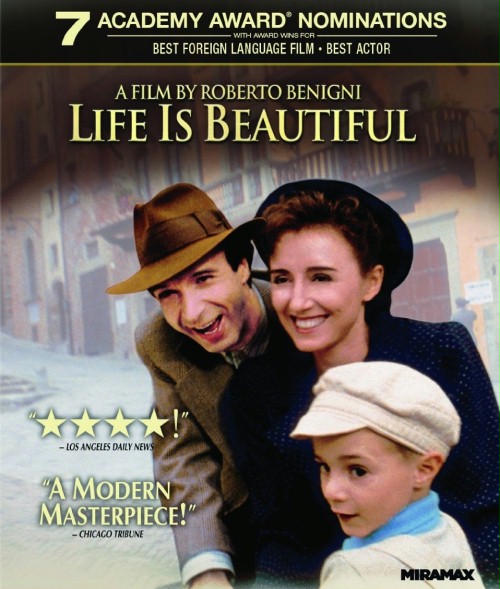 7 ACADEMY AWARD® NOMINATIONS
WITH AWARD WINS FOR
BEST FOREIGN LANGUAGE FILM • BEST ACTOR
A FILM BY ROBERTO BENIGNI
LIFE IS BEAUTIFUL
"★★★★!"
– LOS ANGELES DAILY NEWS
"A MODERN
MASTERPIECE!"
– CHICAGO TRIBUNE
MIRAMAX